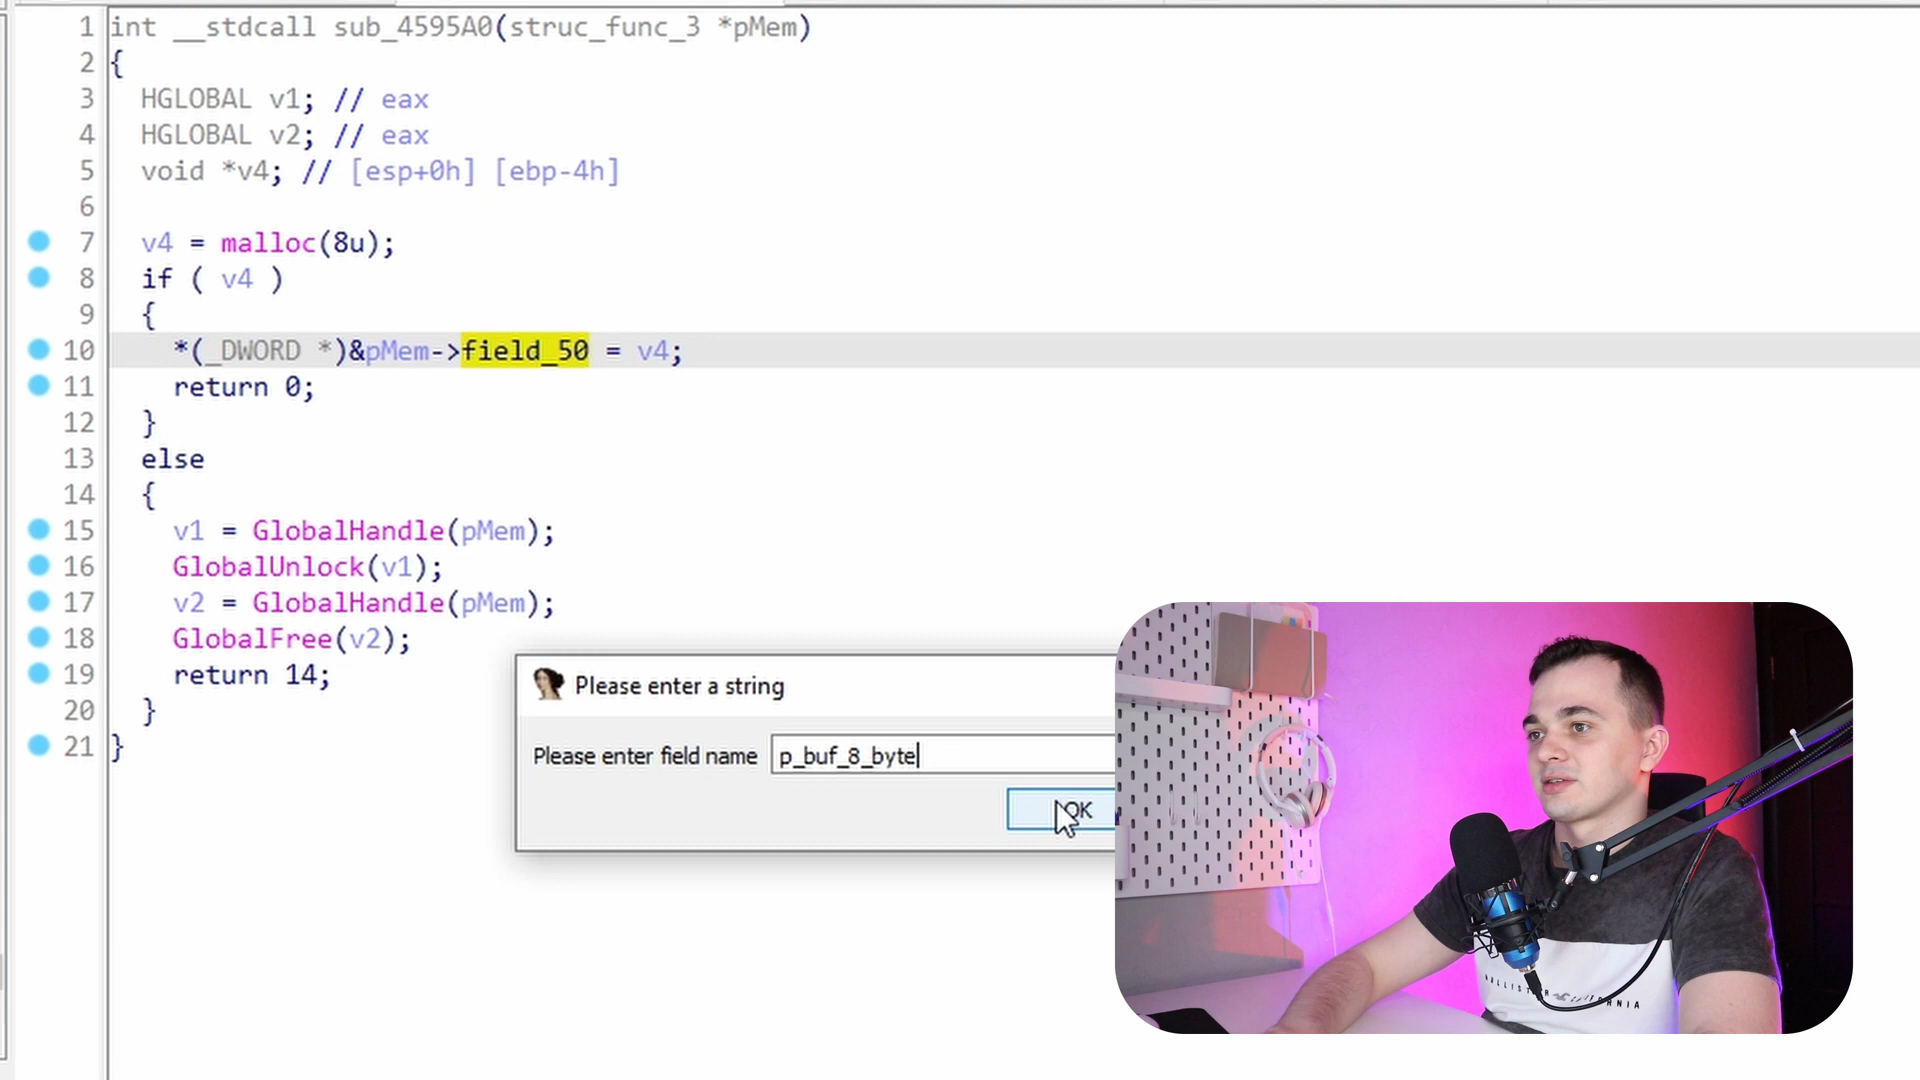 1 int __stdcall sub_4595A0(struc_func_3 *pMem)
2 {
3 HGLOBAL v1; // eax
4 HGLOBAL v2; // eax
5 void *v4; // [esp+0h] [ebp-4h]
6
7 v4 = malloc(8u);
8 if ( v4 )
9 {
10 *(_DWORD *)&pMem->field_50 = v4;
11 return 0;
12 }
13 else
14 {
15 v1 = GlobalHandle(pMem);
16 GlobalUnlock(v1);
17 v2 = GlobalHandle(pMem);
18 GlobalFree(v2);
19 return 14;
20 }
21 }
Please enter a string
Please enter field name p_buf_8_byte
OK